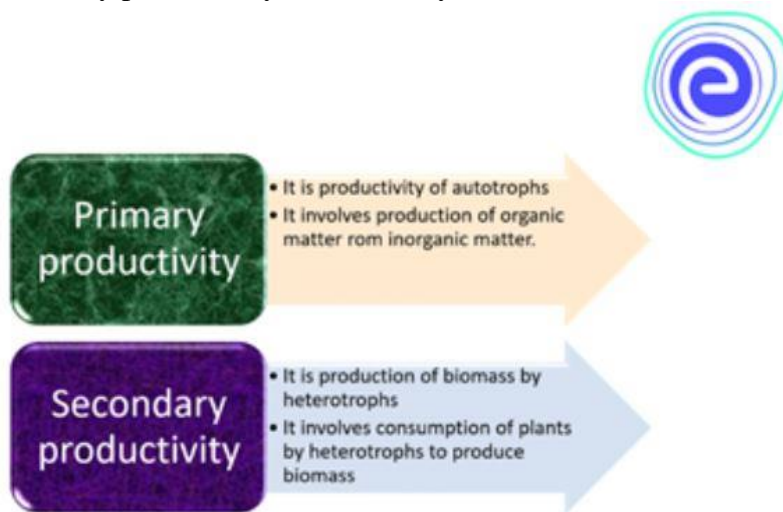 Primary
productivity
• It is productivity of autotrophs
• It involves production of organic
matter rom inorganic matter.
Secondary
productivity
• It is production of biomass by
heterotrophs
• It involves consumption of plants
by heterotrophs to produce
biomass